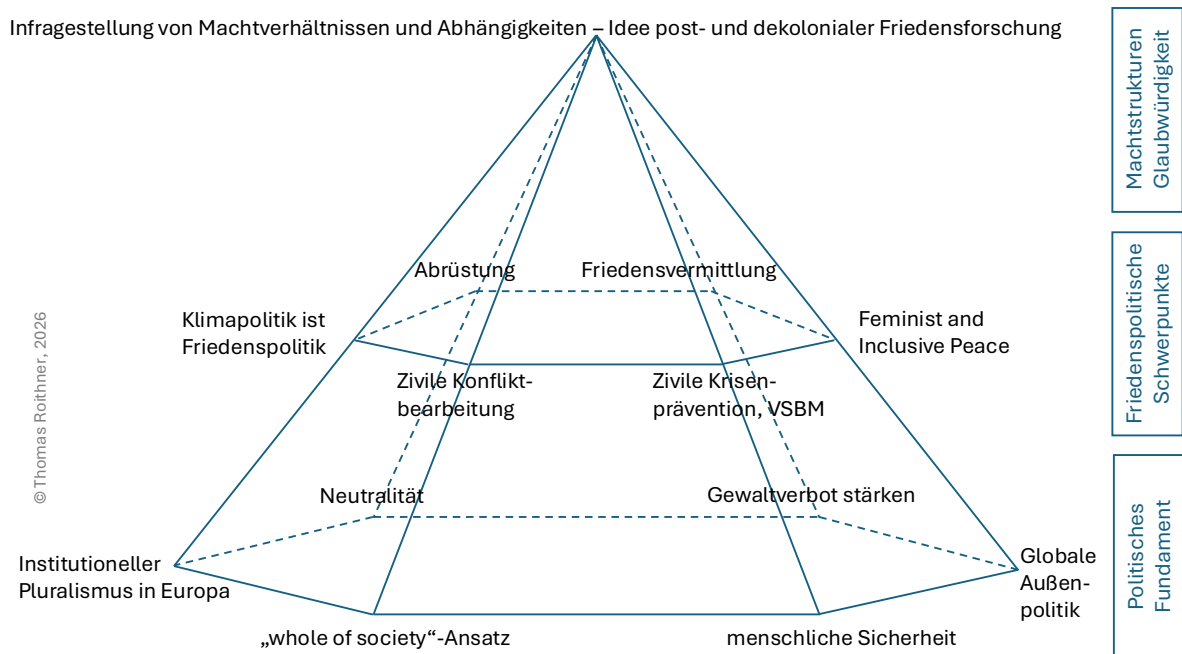 Infragestellung von Machtverhältnissen und Abhängigkeiten – Idee post- und dekolonialer Friedensforschung
Machtstrukturen
Glaubwürdigkeit
Abrüstung
Friedensvermittlung
Klimapolitik ist
Friedenspolitik
Feminist and
Inclusive Peace
Zivile Konflikt-
bearbeitung
Zivile Krisen-
prävention, VSBM
Friedenspolitische
Schwerpunkte
Neutralität
Gewaltverbot stärken
Institutioneller
Pluralismus in Europa
Globale
Außen-
politik
„whole of society“-Ansatz
menschliche Sicherheit
Politisches
Fundament
© Thomas Roithner, 2026